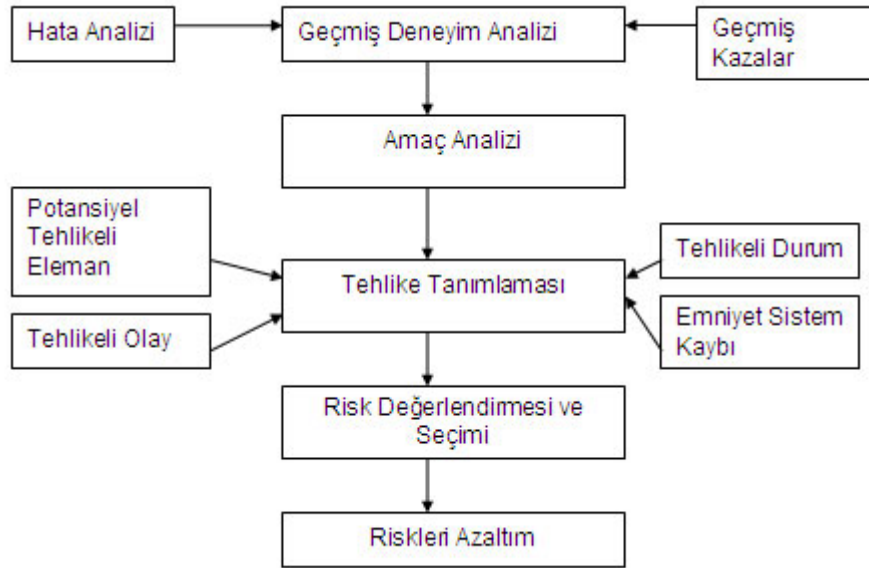 Hata Analizi
Geçmiş Deneyim Analizi
Geçmiş
Kazalar
Amaç Analizi
Potansiyel
Tehlikeli
Eleman
Tehlikeli Durum
Tehlike Tanımlaması
Tehlikeli Olay
Emniyet Sistem
Kaybı
Risk Değerlendirmesi ve
Seçimi
Riskleri Azaltım